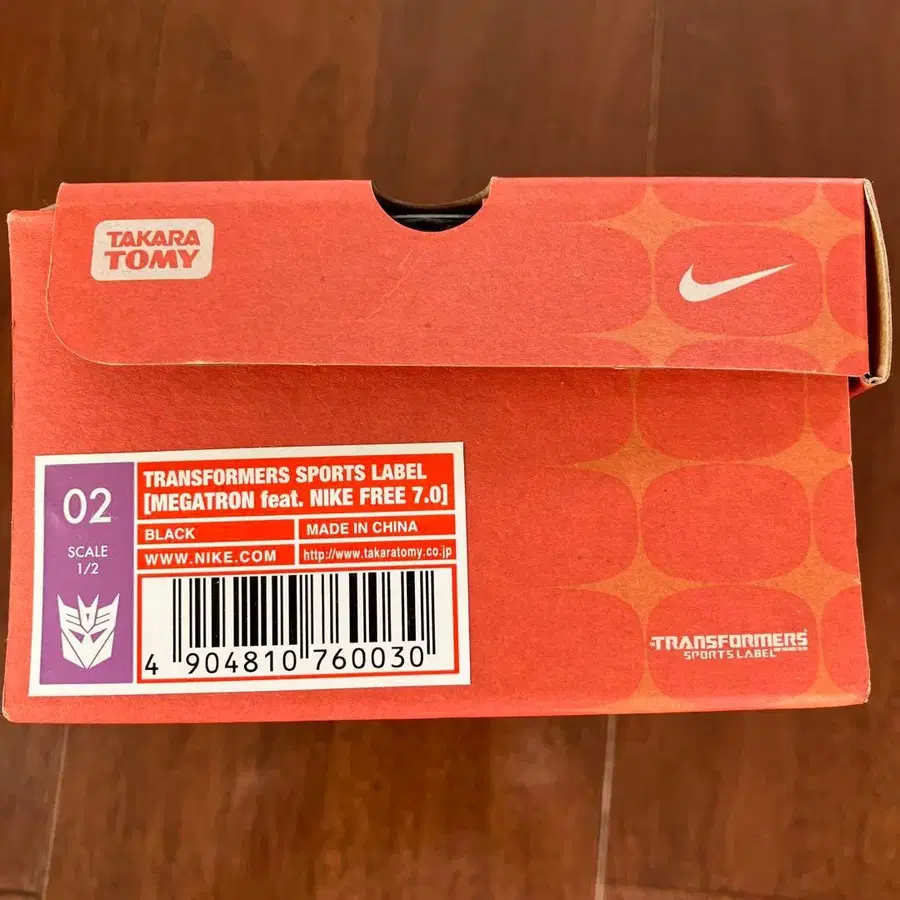 TAKARA
TOMY
02
SCALE
1/2
TRANSFORMERS SPORTS LABEL
[MEGATRON feat. NIKE FREE 7.0]
BLACK
MADE IN CHINA
WWW.NIKE.COM
http://www.takaratomy.co.jp
4 904810 760030
TRANSFORMERS
SPORTS LABEL